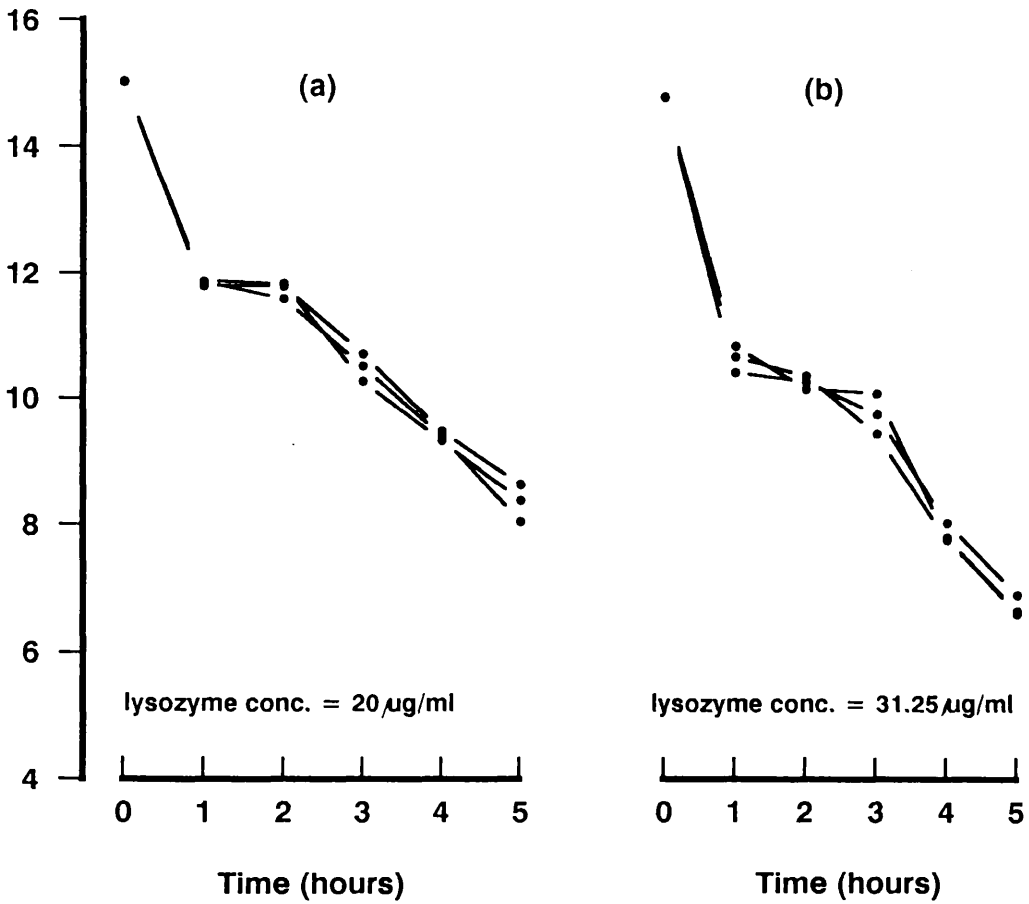 16
14
12
10
8
6
4
(a)
lysozyme conc. = 20 µg/ml
0 1 2 3 4 5
Time (hours)
(b)
lysozyme conc. = 31.25 µg/ml
0 1 2 3 4 5
Time (hours)